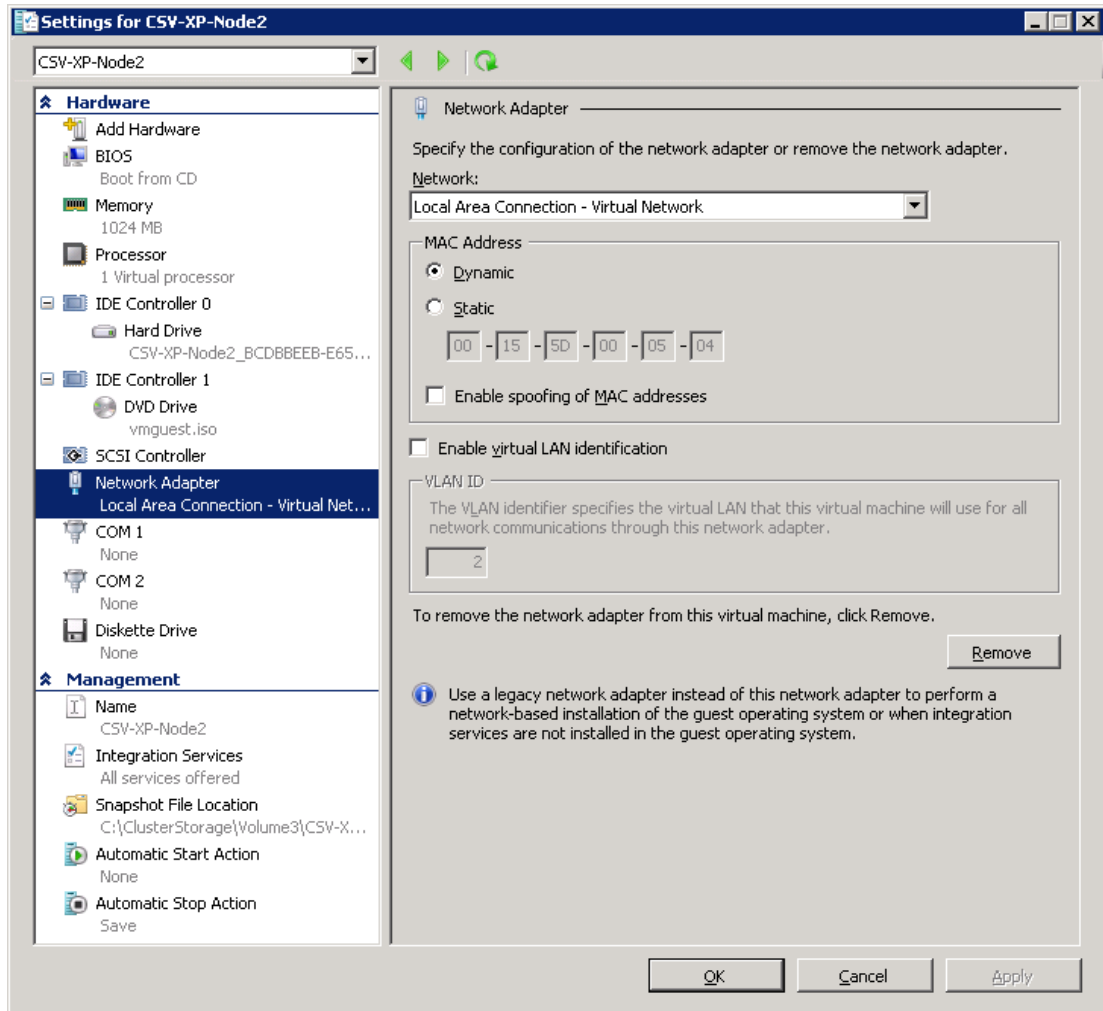 Settings for CSV-XP-Node2
CSV-XP-Node2
Hardware
Add Hardware
BIOS
Boot from CD
Memory
1024 MB
Processor
1 Virtual processor
IDE Controller 0
Hard Drive
CSV-XP-Node2_BCDBBEEB-E65...
IDE Controller 1
DVD Drive
vmguest.iso
SCSI Controller
Network Adapter
Local Area Connection - Virtual Net...
COM 1
None
COM 2
None
Diskette Drive
None
Management
Name
CSV-XP-Node2
Integration Services
All services offered
Snapshot File Location
C:\ClusterStorage\Volume3\CSV-X...
Automatic Start Action
None
Automatic Stop Action
Save
Network Adapter
Specify the configuration of the network adapter or remove the network adapter.
Network:
Local Area Connection - Virtual Network
MAC Address
Dynamic
Static
00 - 15 - 5D - 00 - 05 - 04
Enable spoofing of MAC addresses
Enable virtual LAN identification
VLAN ID
The VLAN identifier specifies the virtual LAN that this virtual machine will use for all
network communications through this network adapter.
2
To remove the network adapter from this virtual machine, click Remove.
Remove
Use a legacy network adapter instead of this network adapter to perform a
network-based installation of the guest operating system or when integration
services are not installed in the guest operating system.
OK
Cancel
Apply